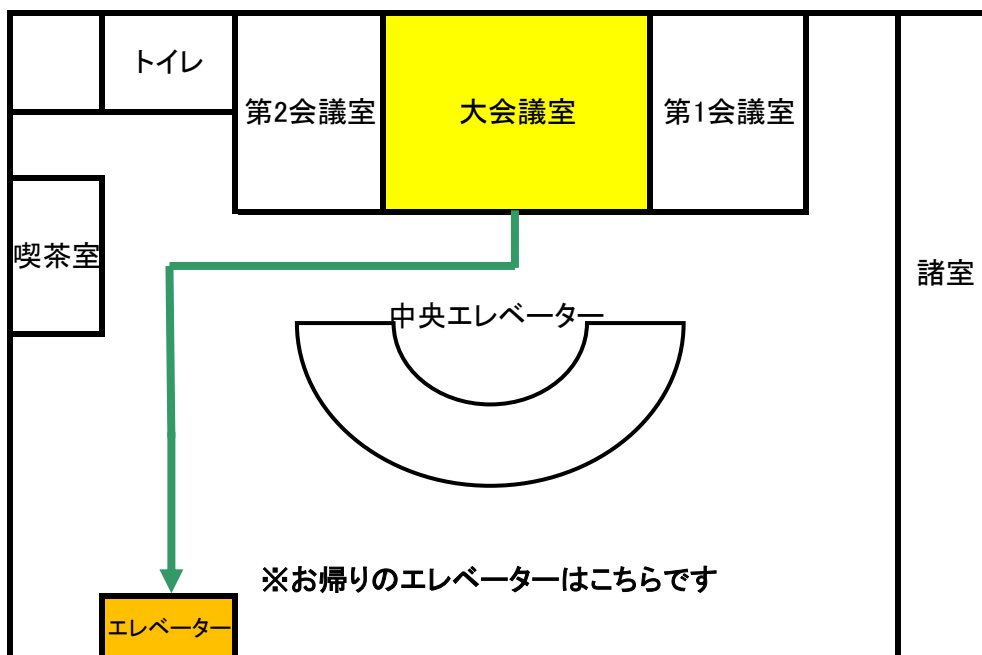 トイレ
第2会議室
大会議室
第1会議室
喫茶室
諸室
中央エレベーター
※お帰りのエレベーターはこちらです
エレベーター